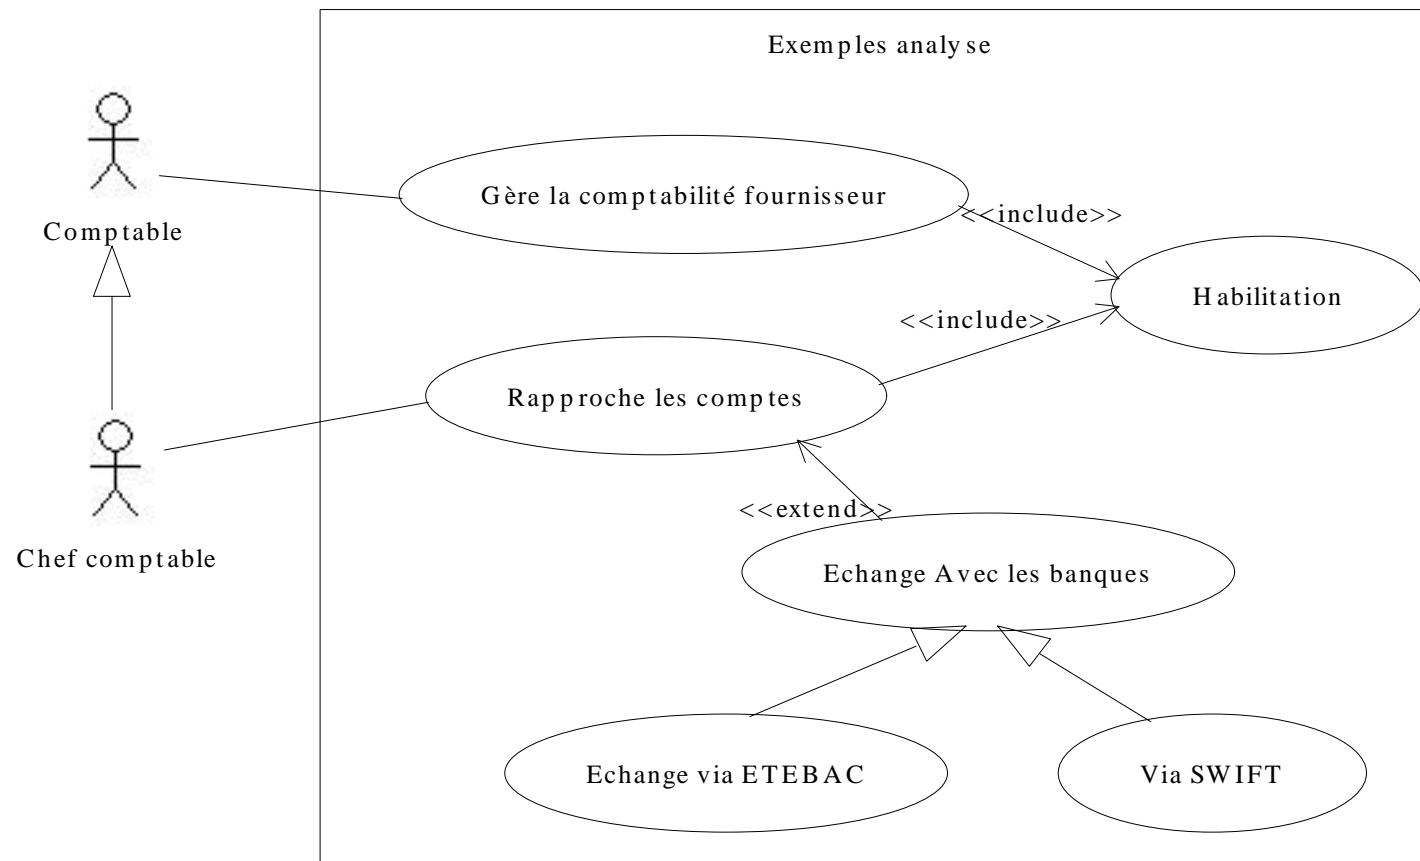 Exemples analyse
Gère la comptabilité fournisseur
<<include>>
Comptable
Habilitation
<<include>>
Rapproche les comptes
<<extend>>
Chef comptable
Echange Avec les banques
Echange via ETEBAC
Via SWIFT